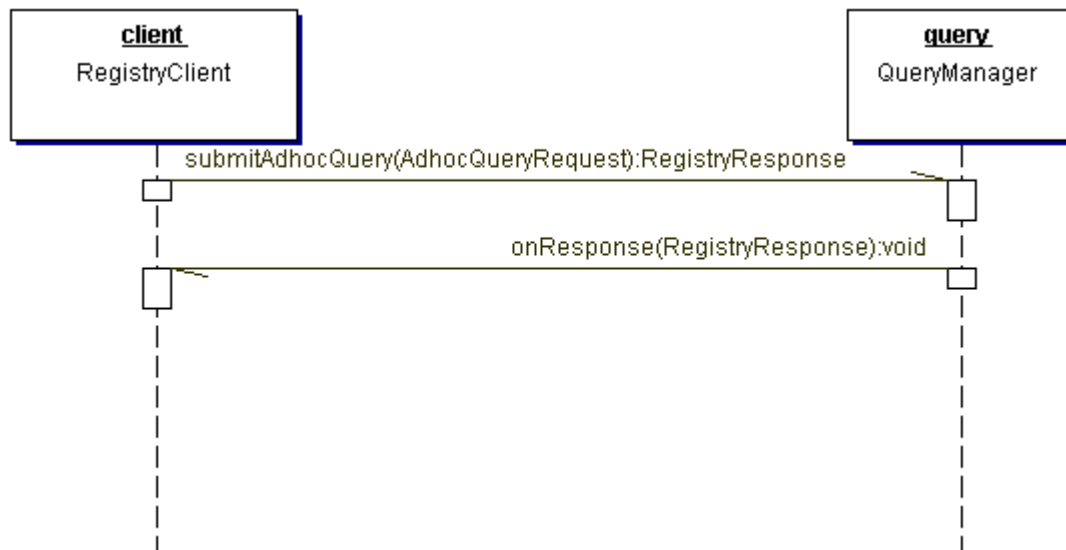 client
RegistryClient
query
QueryManager
submitAdhocQuery(AdhocQueryRequest):RegistryResponse
onResponse(RegistryResponse):void